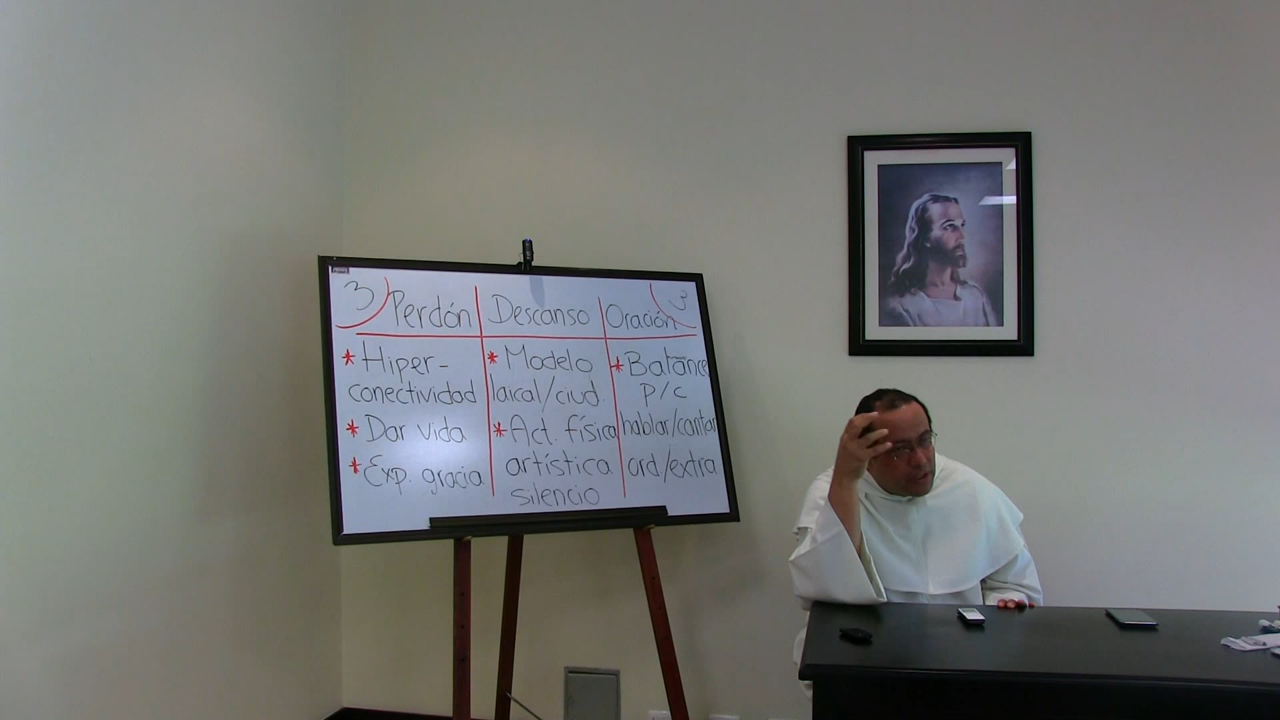 3 Perdón Descanso Oración 3
* Hiper-
conectividad
* Dar vida
* Exp. gracia
* Modelo
laical/ciud.
* Act. física
artística
silencio
* Balance
P/C
hablar/cantar
ord/extra